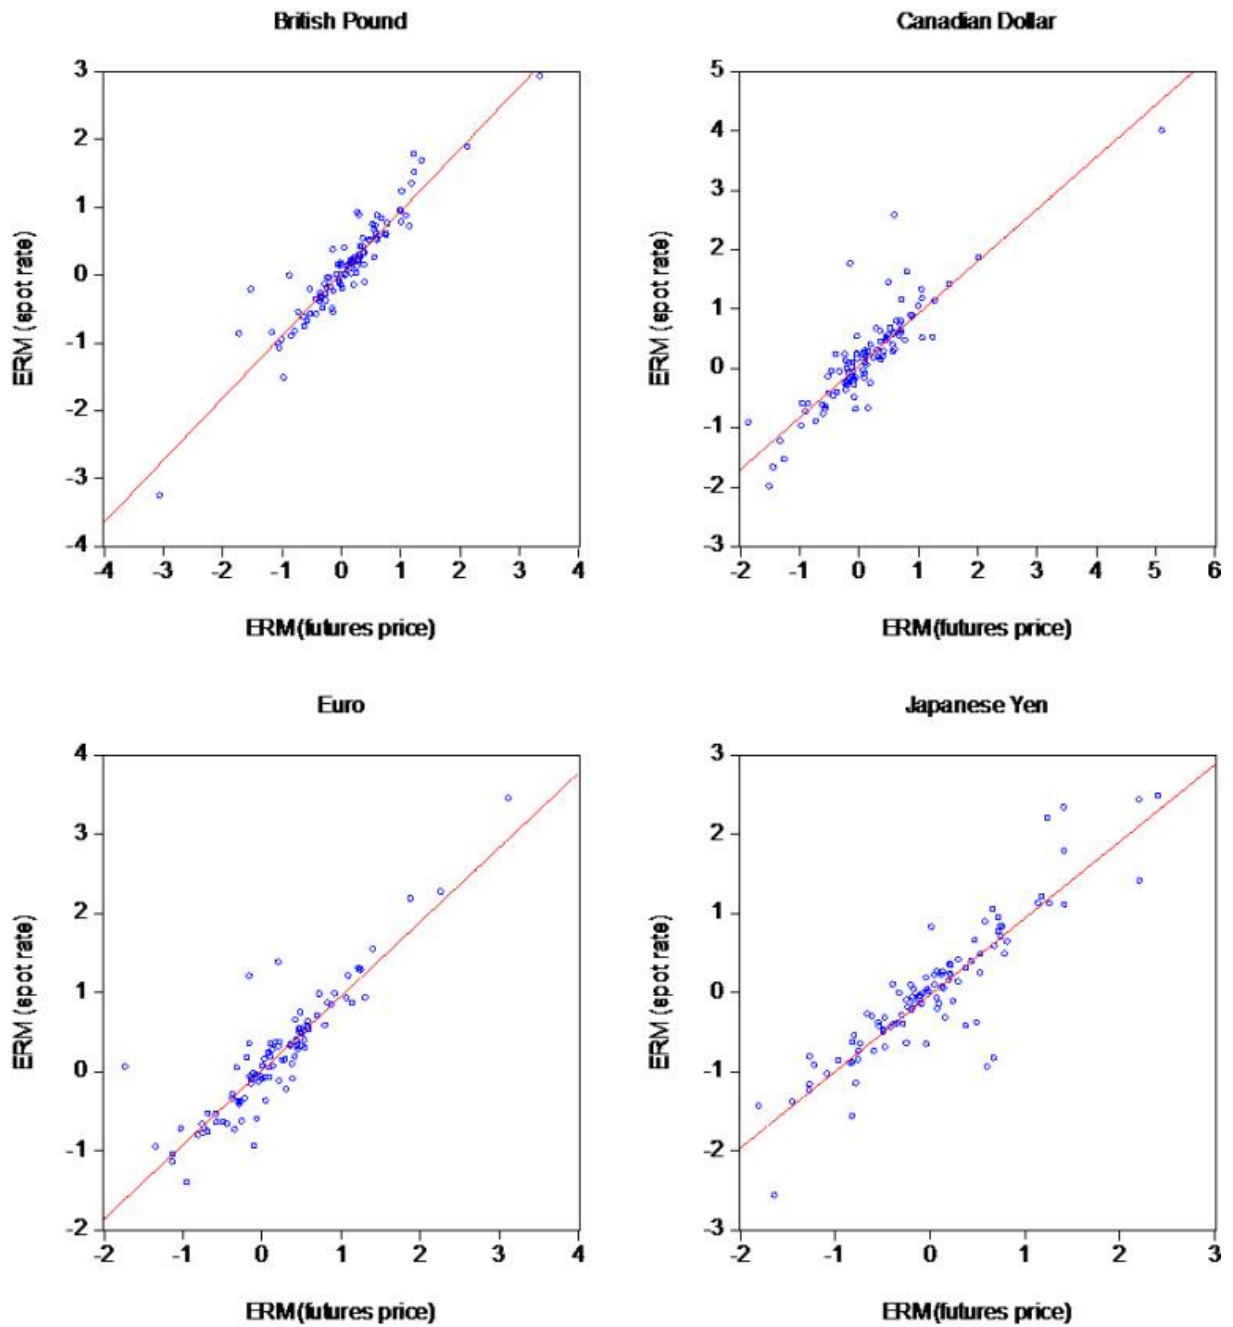 British Pound
3
2
1
0
-1
-2
-3
-4
-4 -3 -2 -1 0 1 2 3 4
ERM (spot rate)
ERM (futures price)
Canadian Dollar
5
4
3
2
1
0
-1
-2
-3
-2 -1 0 1 2 3 4 5 6
ERM (spot rate)
ERM (futures price)
Euro
4
3
2
1
0
-1
-2
-2 -1 0 1 2 3 4
ERM (spot rate)
ERM (futures price)
Japanese Yen
3
2
1
0
-1
-2
-3
-2 -1 0 1 2 3
ERM (spot rate)
ERM (futures price)